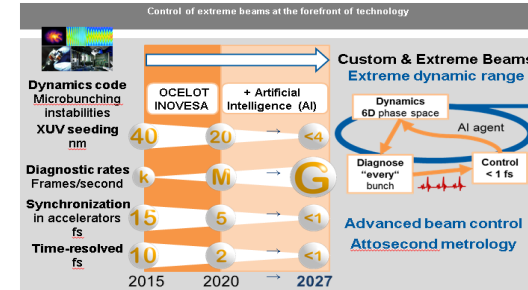 Control of extreme beams at the forefront of technology
Dynamics code
Microbunching
instabilities
OCELOT
INOVESA
+ Artificial
Intelligence (AI)
XUV seeding
nm
40
20
→
<4
Diagnostic rates
Frames/second
k
M
→
G
Synchronization
in accelerators
fs
15
5
→
<1
Time-resolved
fs
10
2
→
<1
2015
2020
→
2027
Custom & Extreme Beams
Extreme dynamic range
Dynamics
6D phase space
AI agent
Diagnose
"every"
bunch
Control
< 1 fs
Advanced beam control
Attosecond metrology